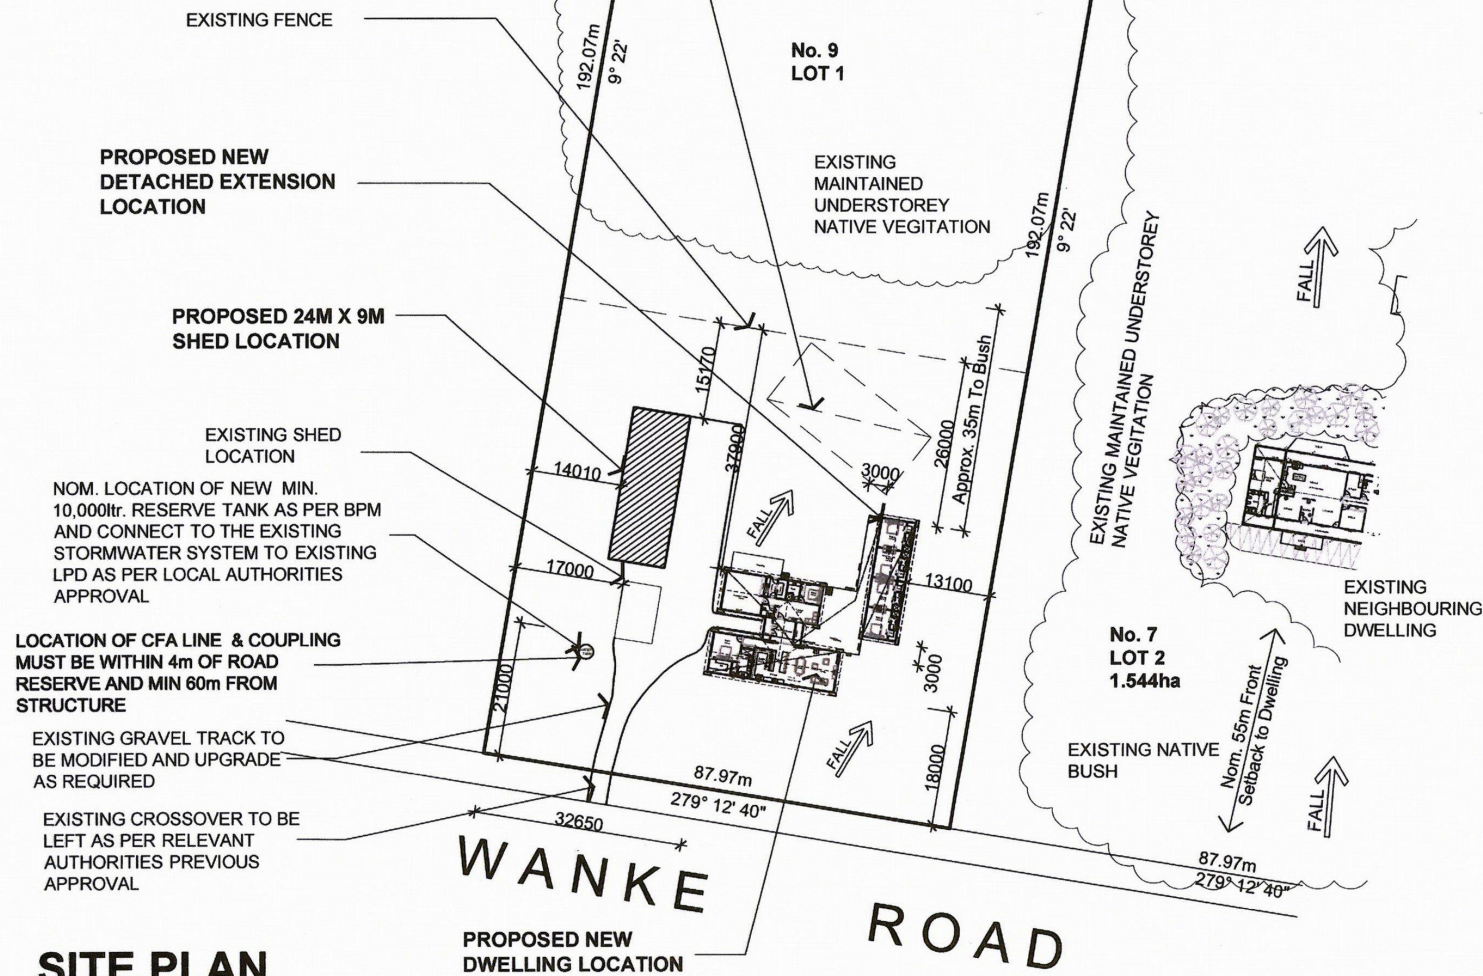 EXISTING FENCE
192.07m
9° 22'
No. 9
LOT 1
PROPOSED NEW
DETACHED EXTENSION
LOCATION
EXISTING
MAINTAINED
UNDERSTOREY
NATIVE VEGITATION
192.07m
9° 22'
EXISTING MAINTAINED UNDERSTOREY
NATIVE VEGITATION
FALL
PROPOSED 24M X 9M
SHED LOCATION
15170
37900
26000
Approx. 35m To Bush
EXISTING SHED
LOCATION
14010
3000
NOM. LOCATION OF NEW MIN.
10,000ltr. RESERVE TANK AS PER BPM
AND CONNECT TO THE EXISTING
STORMWATER SYSTEM TO EXISTING
LPD AS PER LOCAL AUTHORITIES
APPROVAL
FALL
17000
13100
EXISTING
NEIGHBOURING
DWELLING
LOCATION OF CFA LINE & COUPLING
MUST BE WITHIN 4m OF ROAD
RESERVE AND MIN 60m FROM
STRUCTURE
21000
3000
No. 7
LOT 2
1.544ha
EXISTING GRAVEL TRACK TO
BE MODIFIED AND UPGRADE
AS REQUIRED
FALL
18000
EXISTING NATIVE
BUSH
Nom. 55m Front
Setback to Dwelling
FALL
87.97m
279° 12' 40"
EXISTING CROSSOVER TO BE
LEFT AS PER RELEVANT
AUTHORITIES PREVIOUS
APPROVAL
32650
87.97m
279° 12' 40"
WANKE ROAD
PROPOSED NEW
DWELLING LOCATION
SITE PLAN